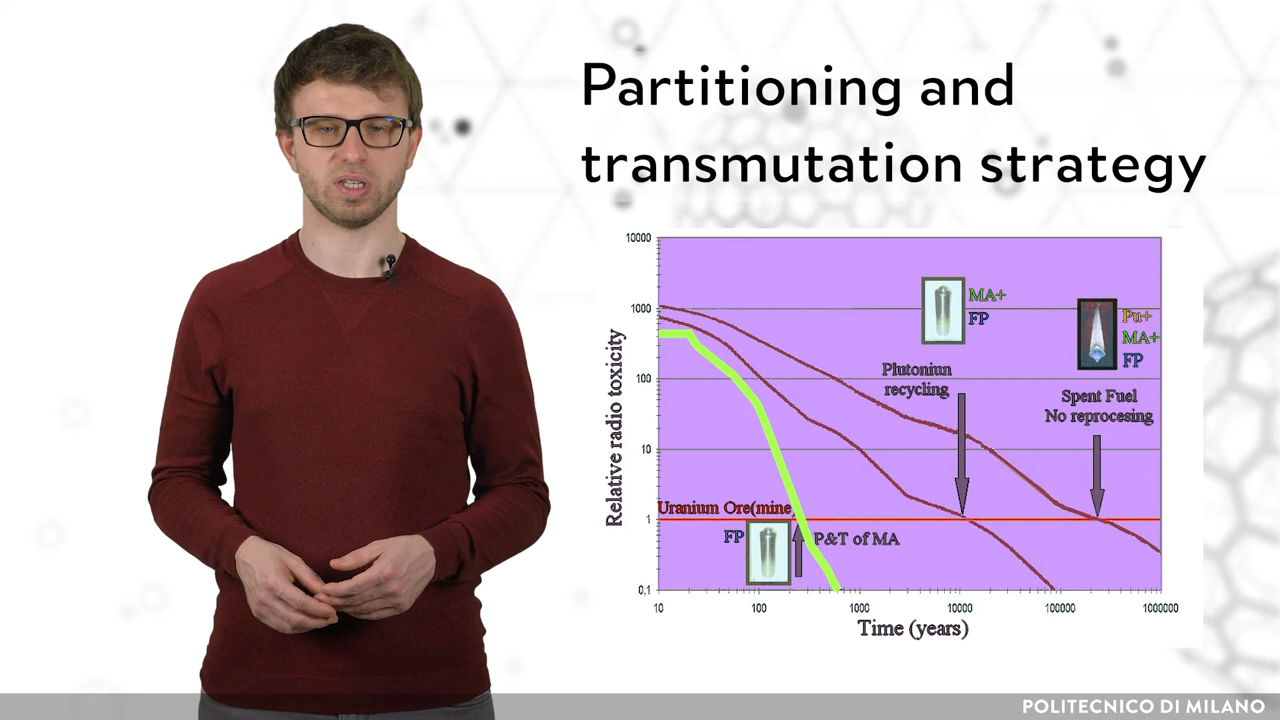 Partitioning and
transmutation strategy
10000
1000
100
10
1
0,1
Relative radio toxicity
MA+
FP
Pu+
MA+
FP
Plutoniun
recycling
Spent Fuel
No reprocesing
Uranium Ore(mine)
FP
P&T of MA
10
100
1000
10000
100000
1000000
Time (years)
POLITECNICO DI MILANO